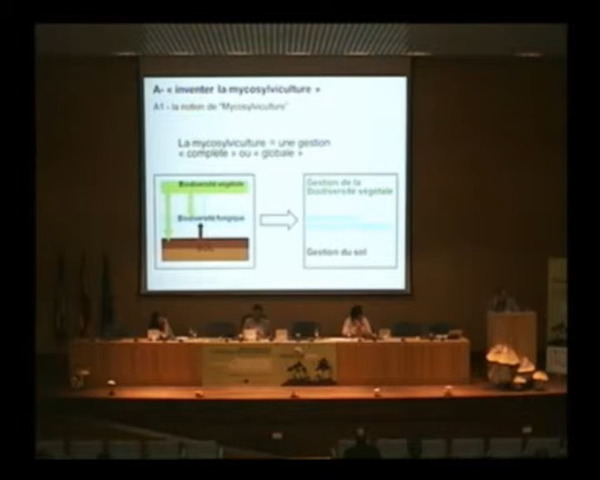 A- « inventer la mycosylviculture »
A1 - la notion de "Mycosylviculture"
La mycosylviculture = une gestion
« complète » ou « globale »
Biodiversité végétale
Biodiversité fongique
Gestion de la
Biodiversité végétale
Gestion du sol